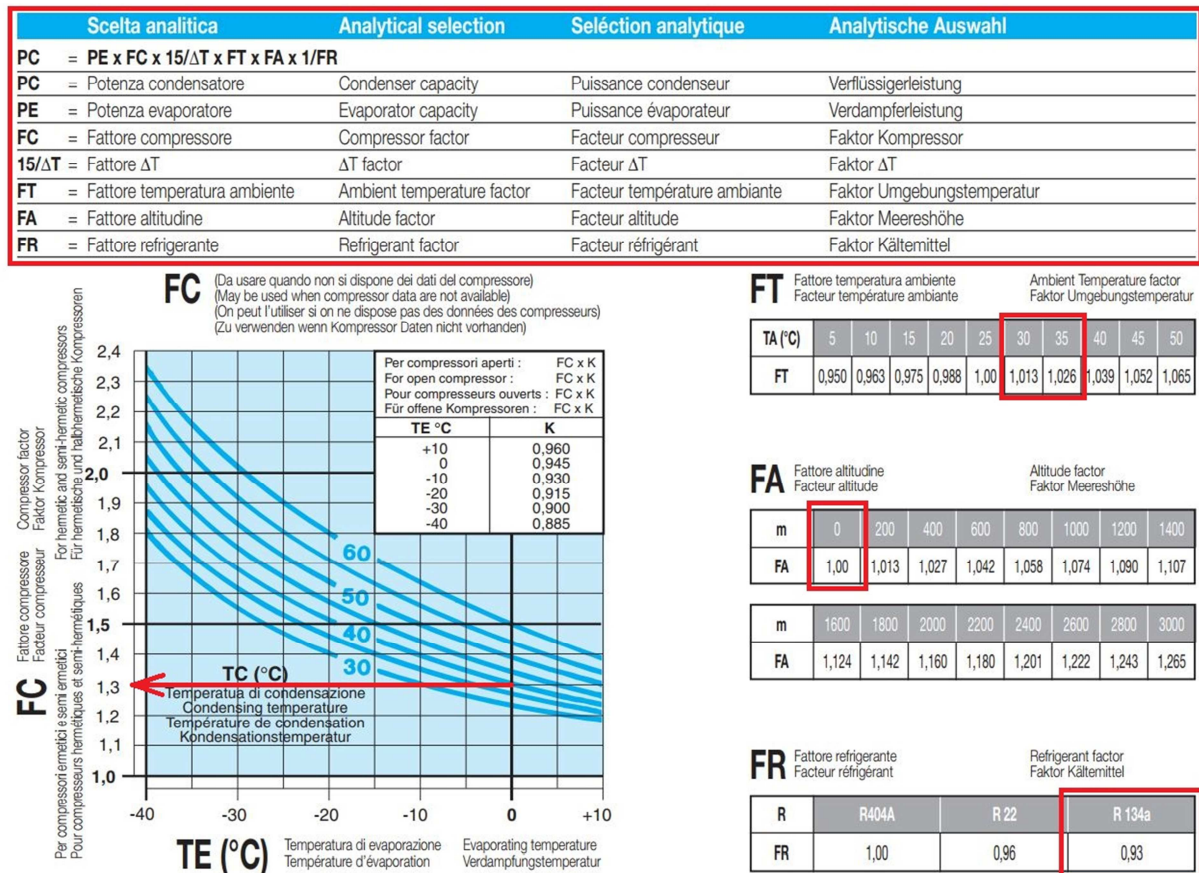 Scelta analitica Analytical selection Seléction analytique Analytische Auswahl
PC = PE x FC x 15/ΔT x FT x FA x 1/FR
PC = Potenza condensatore Condenser capacity Puissance condenseur Verflüssigerleistung
PE = Potenza evaporatore Evaporator capacity Puissance évaporateur Verdampferleistung
FC = Fattore compressore Compressor factor Facteur compresseur Faktor Kompressor
15/ΔT = Fattore ΔT ΔT factor Facteur ΔT Faktor ΔT
FT = Fattore temperatura ambiente Ambient temperature factor Facteur température ambiante Faktor Umgebungstemperatur
FA = Fattore altitudine Altitude factor Facteur altitude Faktor Meereshöhe
FR = Fattore refrigerante Refrigerant factor Facteur réfrigérant Faktor Kältemittel
FC
(Da usare quando non si dispone dei dati del compressore)
(May be used when compressor data are not available)
(On peut l'utiliser si on ne dispose pas des données des compresseurs)
(Zu verwenden wenn Kompressor Daten nicht vorhanden)
FC
Fattore compressore Compressor factor
Facteur compresseur Faktor Kompressor
Per compressori ermetici e semi ermetici For hermetic and semi-hermetic compressors
Pour compresseurs hermétiques et semi-hermétiques Für hermetische und halbhermetische Kompressoren
2,4
2,3
2,2
2,1
2,0
1,9
1,8
1,7
1,6
1,5
1,4
1,3
1,2
1,1
1,0
Per compressori aperti : FC x K
For open compressor : FC x K
Pour compresseurs ouverts : FC x K
Für offene Kompressoren : FC x K
TE °C K
+10 0,960
0 0,945
-10 0,930
-20 0,915
-30 0,900
-40 0,885
60
50
40
30
TC (°C)
Temperatua di condensazione
Condensing temperature
Température de condensation
Kondensationstemperatur
-40 -30 -20 -10 0 +10
TE (°C)
Temperatura di evaporazione Evaporating temperature
Température d'évaporation Verdampfungstemperatur
FT
Fattore temperatura ambiente Ambient Temperature factor
Facteur température ambiante Faktor Umgebungstemperatur
TA (°C) 5 10 15 20 25 30 35 40 45 50
FT 0,950 0,963 0,975 0,988 1,00 1,013 1,026 1,039 1,052 1,065
FA
Fattore altitudine Altitude factor
Facteur altitude Faktor Meereshöhe
m 0 200 400 600 800 1000 1200 1400
FA 1,00 1,013 1,027 1,042 1,058 1,074 1,090 1,107
m 1600 1800 2000 2200 2400 2600 2800 3000
FA 1,124 1,142 1,160 1,180 1,201 1,222 1,243 1,265
FR
Fattore refrigerante Refrigerant factor
Facteur réfrigérant Faktor Kältemittel
R R404A R 22 R 134a
FR 1,00 0,96 0,93